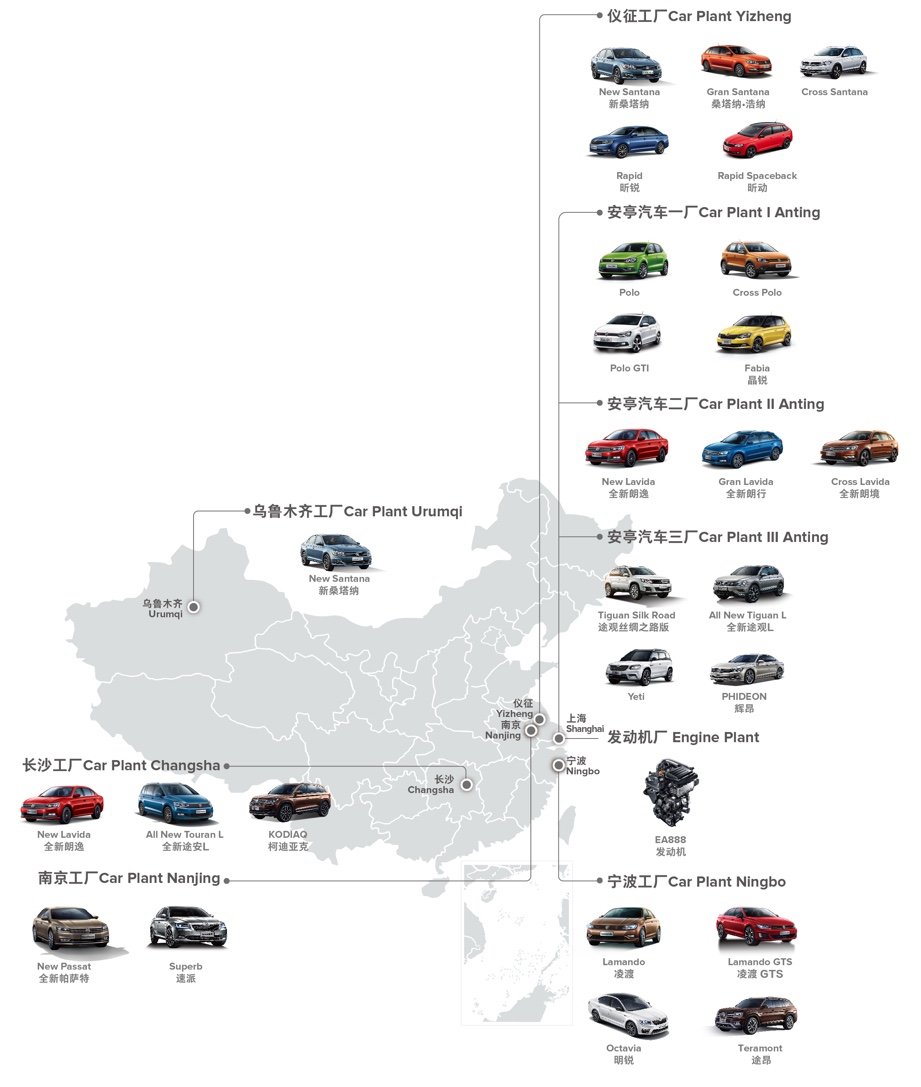 仪征工厂Car Plant Yizheng
New Santana
新桑塔纳
Gran Santana
桑塔纳•浩纳
Cross Santana
Rapid
昕锐
Rapid Spaceback
昕动
安亭汽车一厂Car Plant I Anting
Polo
Cross Polo
Polo GTI
Fabia
晶锐
安亭汽车二厂Car Plant II Anting
New Lavida
全新朗逸
Gran Lavida
全新朗行
Cross Lavida
全新朗境
乌鲁木齐工厂Car Plant Urumqi
New Santana
新桑塔纳
乌鲁木齐
Urumqi
安亭汽车三厂Car Plant III Anting
Tiguan Silk Road
途观丝绸之路版
All New Tiguan L
全新途观L
Yeti
PHIDEON
辉昂
仪征
Yizheng
南京
Nanjing
上海
Shanghai
宁波
Ningbo
长沙
Changsha
发动机厂 Engine Plant
EA888
发动机
长沙工厂Car Plant Changsha
New Lavida
全新朗逸
All New Touran L
全新途安L
KODIAQ
柯迪亚克
南京工厂Car Plant Nanjing
New Passat
全新帕萨特
Superb
速派
宁波工厂Car Plant Ningbo
Lamando
凌渡
Lamando GTS
凌渡 GTS
Octavia
明锐
Teramont
途昂